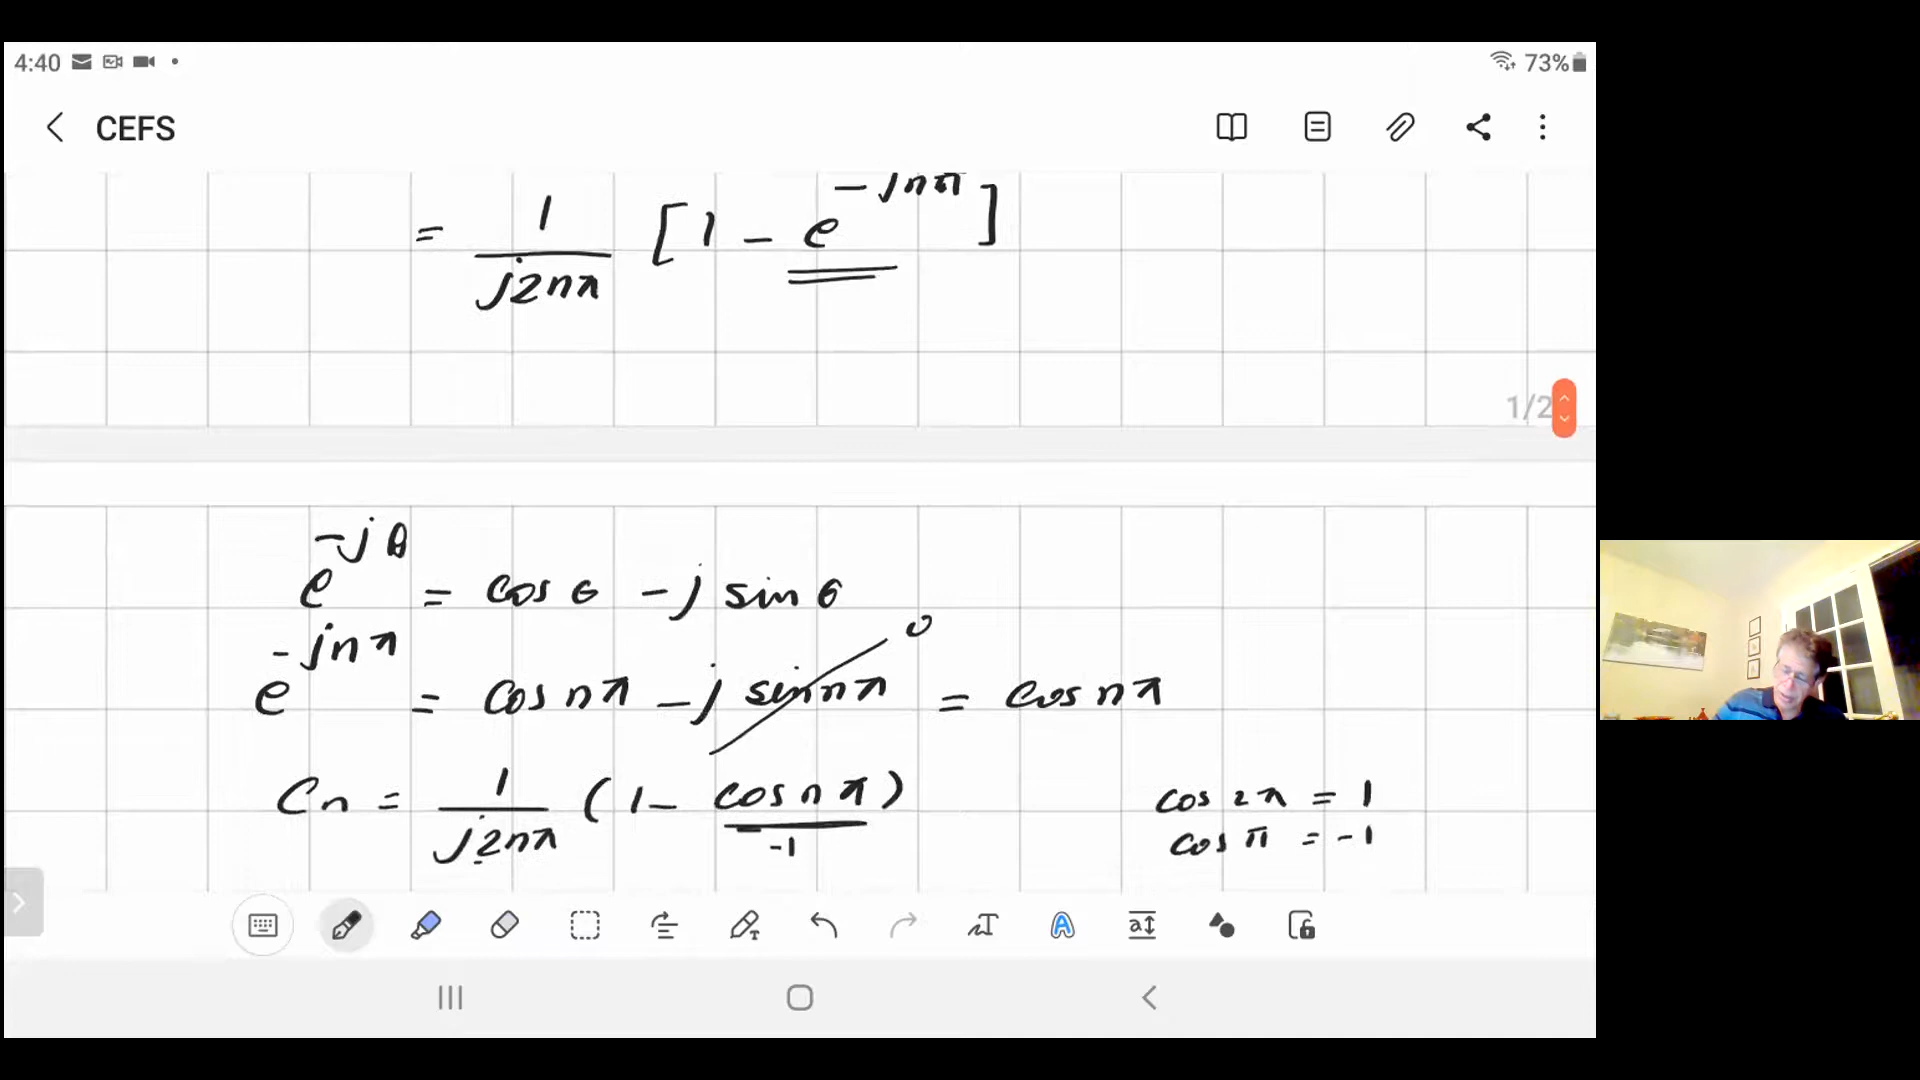 4:40 73%
CEFS
= 1/j2nπ [1 - e^-jnπ]
1/2
e^-jθ = cos θ - j sin θ
e^-jnπ = cos nπ - j sin nπ 0 = cos nπ
Cn = 1/j2nπ (1 - cos nπ) cos 2π = 1
-1 cos π = -1